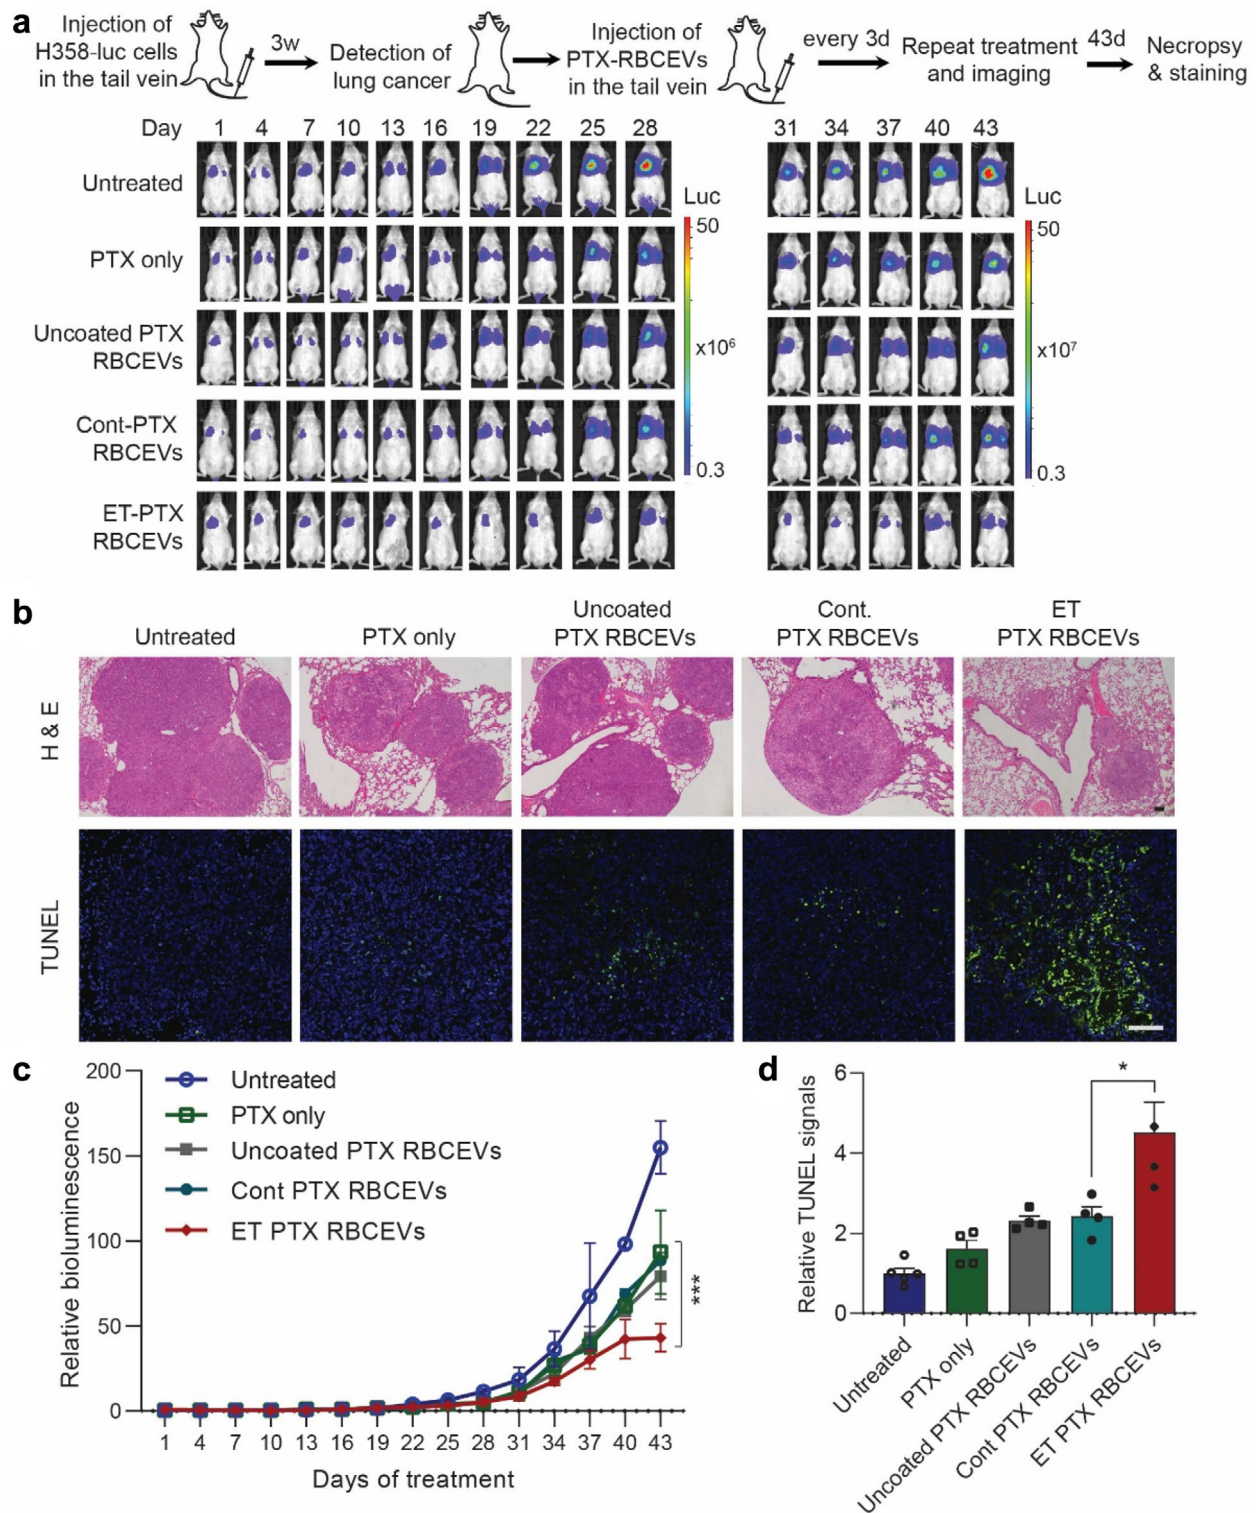 a
Injection of
H358-luc cells
in the tail vein
3w
Detection of
lung cancer
Injection of
PTX-RBCEVs
in the tail vein
every 3d
Repeat treatment
and imaging
43d
Necropsy
& staining
Day 1 4 7 10 13 16 19 22 25 28 31 34 37 40 43
Untreated
PTX only
Uncoated PTX
RBCEVs
Cont-PTX
RBCEVs
ET-PTX
RBCEVs
Luc
50
x10⁶
0.3
Luc
50
x10⁷
0.3
b
Untreated
PTX only
Uncoated
PTX RBCEVs
Cont.
PTX RBCEVs
ET
PTX RBCEVs
H & E
TUNEL
c
Relative bioluminescence
200
150
100
50
0
Untreated
PTX only
Uncoated PTX RBCEVs
Cont PTX RBCEVs
ET PTX RBCEVs
***
1 4 7 10 13 16 19 22 25 28 31 34 37 40 43
Days of treatment
d
Relative TUNEL signals
6
4
2
0
*
Untreated
PTX only
Uncoated PTX RBCEVs
Cont PTX RBCEVs
ET PTX RBCEVs